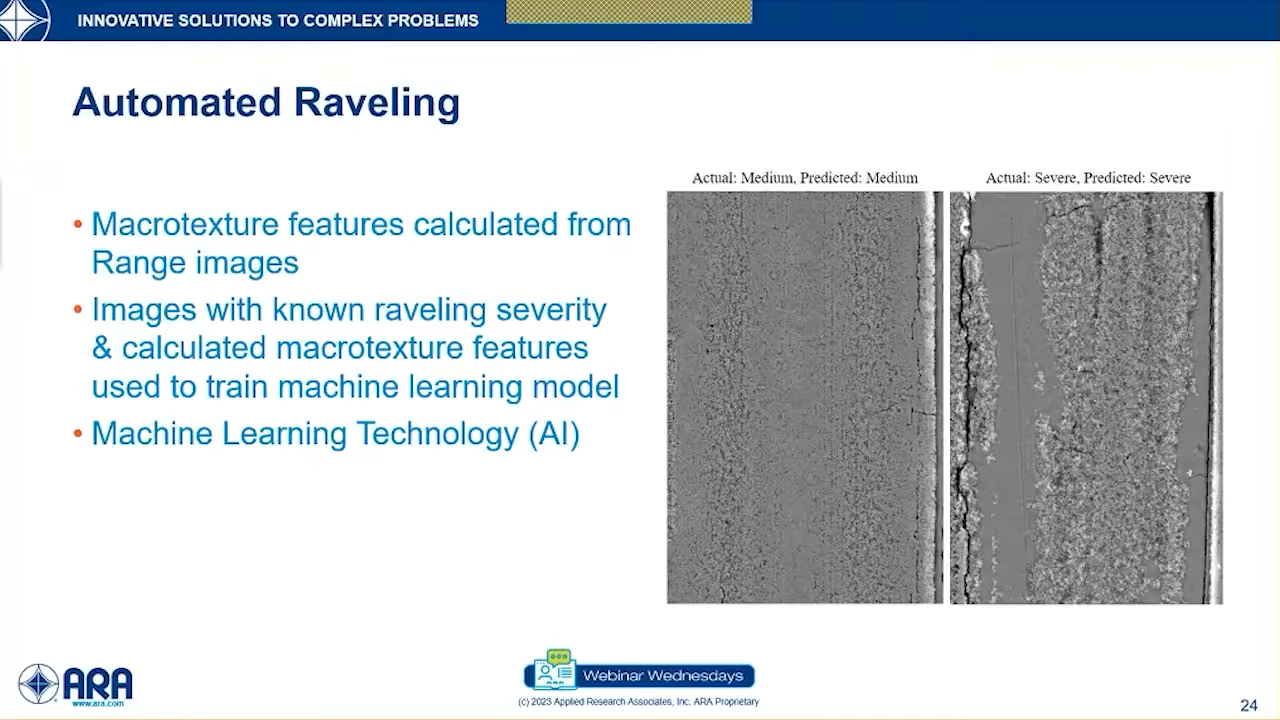 INNOVATIVE SOLUTIONS TO COMPLEX PROBLEMS
Automated Raveling
• Macrotexture features calculated from
Range images
• Images with known raveling severity
& calculated macrotexture features
used to train machine learning model
• Machine Learning Technology (AI)
Actual: Medium, Predicted: Medium
Actual: Severe, Predicted: Severe
ARA
www.ara.com
ARA
Webinar Wednesdays
(c) 2023 Applied Research Associates, Inc. ARA Proprietary
24